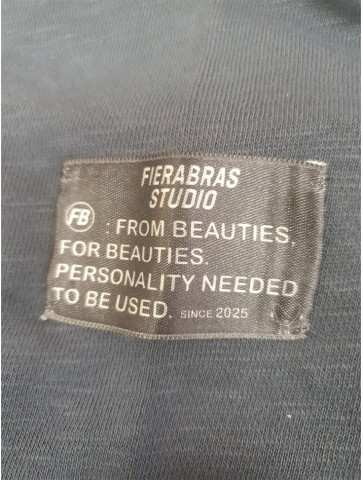 FIERABRAS
STUDIO
FB : FROM BEAUTIES,
FOR BEAUTIES.
PERSONALITY NEEDED
TO BE USED. SINCE 2025